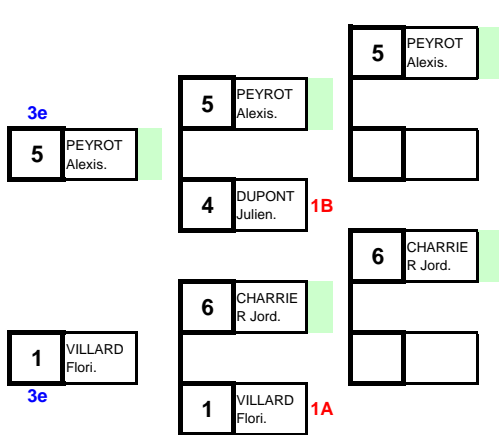 5
PEYROT
Alexis.
5
PEYROT
Alexis.
3e
5
PEYROT
Alexis.
4
DUPONT
Julien.
1B
6
CHARRIE
R Jord.
6
CHARRIE
R Jord.
1
VILLARD
Flori.
3e
1
VILLARD
Flori.
1A